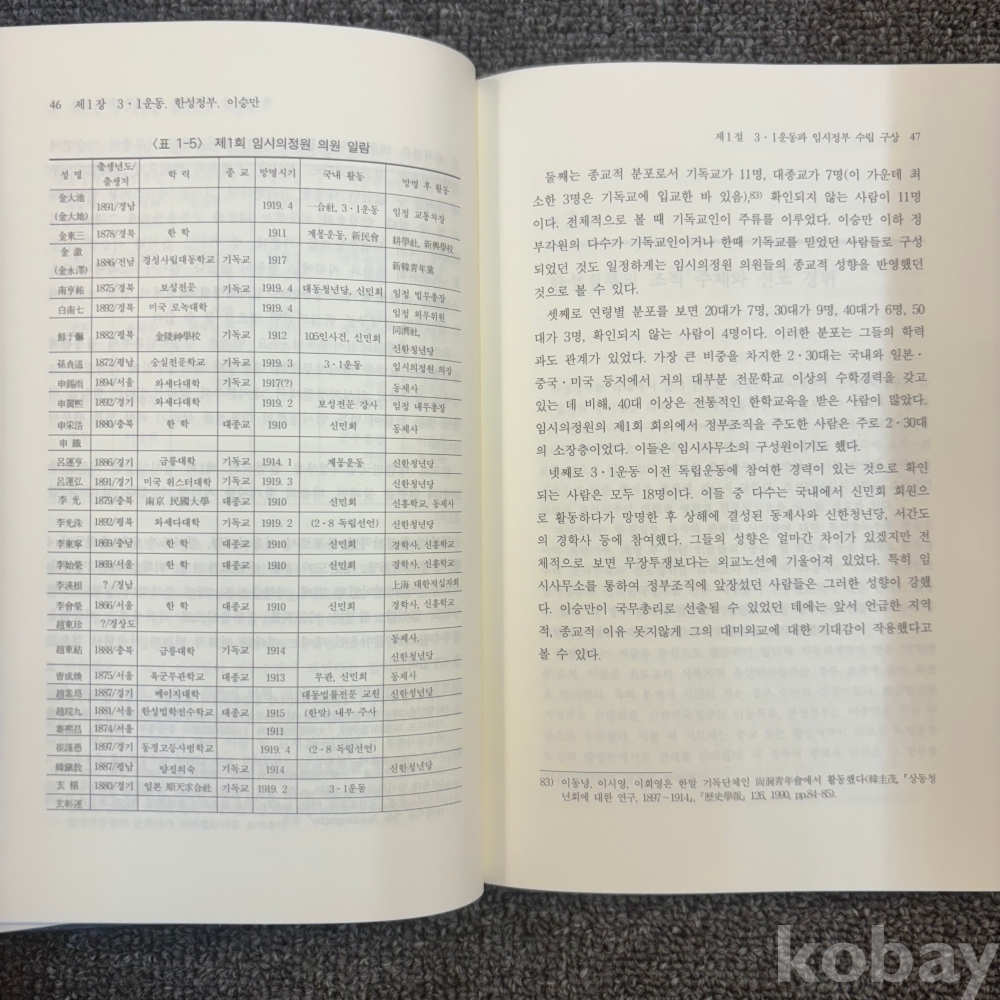 46 제1장 3·1운동, 한성정부, 이승만
〈표 1-5〉 제1회 임시의정원 의원 일람
성 명 출생년도/출생지 학 력 종 교 망명시기 국내 활동 망명 후 활동
金大池(金大地) 1891/경남 1919. 4 一合社, 3·1운동 임정 교통차장
金東三 1878/경북 한 학 1911 계몽운동, 新民會 耕學社, 新興學校
金 澈(金永澤) 1886/전남 경성사립대동학교 기독교 1917 新韓青年黨
南亨祐 1875/경북 보성전문 기독교 1919. 4 대동청년당, 신민회 임정 법무총장
白南七 1892/경기 미국 로녹대학 1919. 4 임정 외무위원
鮮于爀 1882/평북 金陵神學校 기독교 1912 105인사건, 신민회 同濟社, 신한청년당
孫貞道 1872/평남 숭실전문학교 기독교 1919. 3 3·1운동 임시의정원 의장
申錫雨 1894/서울 와세다대학 기독교 1917(?) 동제사
申翼熙 1892/경기 와세다대학 1919. 2 보성전문 강사 임정 내무총장
申采浩 1880/충북 한 학 대종교 1910 신민회 동제사
申 鐵
呂運亨 1886/경기 금릉대학 기독교 1914. 1 계몽운동 신한청년당
呂運弘 1891/경기 미국 위스터대학 기독교 1919. 3 신한청년당
李 光 1879/충북 南京 民國大學 대종교 1910 신민회 신흥학교, 동제사
李光洙 1892/평북 와세다대학 기독교 1919. 2 (2·8 독립선언) 신한청년당
李東寧 1869/충남 한 학 대종교 1910 신민회 경학사, 신흥학교
李始榮 1869/서울 한 학 대종교 1910 신민회 경학사, 신흥학교
李漢根 ?/경남 上海 대한적십자회
李會榮 1866/서울 한 학 대종교 1910 신민회 경학사, 신흥학교
趙東珍 ?/경상도
趙東祜 1888/충북 금릉대학 기독교 1914 동제사, 신한청년당
曺成煥 1875/서울 육군무관학교 대종교 1913 무관, 신민회 동제사
1887/경기 메이지대학 대동법률전문 교원 신한청년당
趙琬九 1881/서울 한성법학전수학교 대종교 1915 (한말) 내부 주사
秦熙昌 1874/서울 1911
崔謹愚 1897/경기 동경고등사범학교 1919. 4 (2·8 독립선언)
韓鎭敎 1887/평남 양정의숙 기독교 1914 신한청년당
玄 楯 1880/경기 일본 順天求合社 기독교 1919. 2 3·1운동
玄彰運
제1절 3·1운동과 임시정부 수립 구상 47
둘째는 종교적 분포로서 기독교가 11명, 대종교가 7명(이 가운데 최
소한 3명은 기독교에 입교한 바 있음),83) 확인되지 않는 사람이 11명
이다. 전체적으로 볼 때 기독교인이 주류를 이루었다. 이승만 이하 정
부각원의 다수가 기독교인이거나 한때 기독교를 믿었던 사람들로 구성
되었던 것도 일정하게는 임시의정원 의원들의 종교적 성향을 반영했던
것으로 볼 수 있다.
셋째로 연령별 분포를 보면 20대가 7명, 30대가 9명, 40대가 6명, 50
대가 3명, 확인되지 않는 사람이 4명이다. 이러한 분포는 그들의 학력
과도 관계가 있었다. 가장 큰 비중을 차지한 2·30대는 국내와 일본·
중국·미국 등지에서 거의 대부분 전문학교 이상의 수학경력을 갖고
있는 데 비해, 40대 이상은 전통적인 한학교육을 받은 사람이 많았다.
임시의정원의 제1회 회의에서 정부조직을 주도한 사람은 주로 2·30대
의 소장층이었다. 이들은 임시사무소의 구성원이기도 했다.
넷째로 3·1운동 이전 독립운동에 참여한 경력이 있는 것으로 확인
되는 사람은 모두 18명이다. 이들 중 다수는 국내에서 신민회 회원으
로 활동하다가 망명한 후 상해에 결성된 동제사와 신한청년당, 서간도
의 경학사 등에 참여했다. 그들의 성향은 얼마간 차이가 있겠지만 전
체적으로 보면 무장투쟁보다는 외교노선에 기울어져 있었다. 특히 임
시사무소를 통하여 정부조직에 앞장섰던 사람들은 그러한 성향이 강했
다. 이승만이 국무총리로 선출될 수 있었던 데에는 앞서 언급한 지역
적, 종교적 이유 못지않게 그의 대미외교에 대한 기대감이 작용했다고
볼 수 있다.
83) 이동녕, 이시영, 이회영은 한말 기독단체인 尙洞靑年會에서 활동했다(韓圭茂, 『상동청
년회에 대한 연구, 1897~1914』, 『歷史學報』 126, 1990, pp.84-85).
kobay